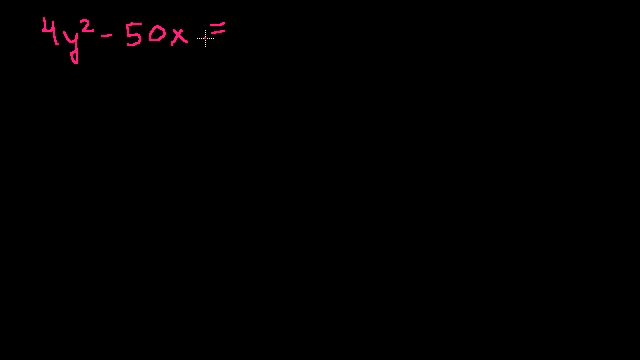 4y² - 50x =